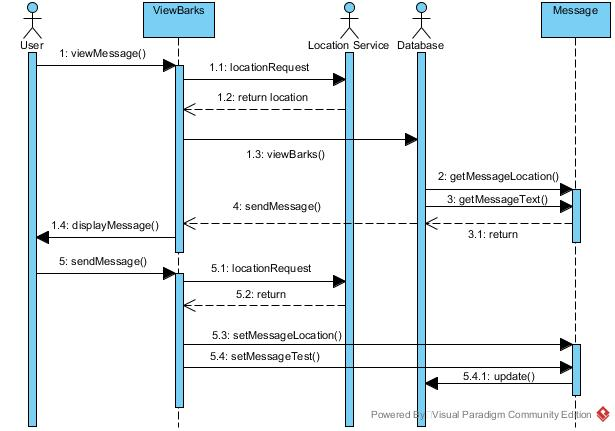 ViewBarks
Message
User
Location Service
Database
1: viewMessage()
1.1: locationRequest
1.2: return location
1.3: viewBarks()
2: getMessageLocation()
3: getMessageText()
4: sendMessage()
1.4: displayMessage()
3.1: return
5: sendMessage()
5.1: locationRequest
5.2: return
5.3: setMessageLocation()
5.4: setMessageTest()
5.4.1: update()
Powered By Visual Paradigm Community Edition